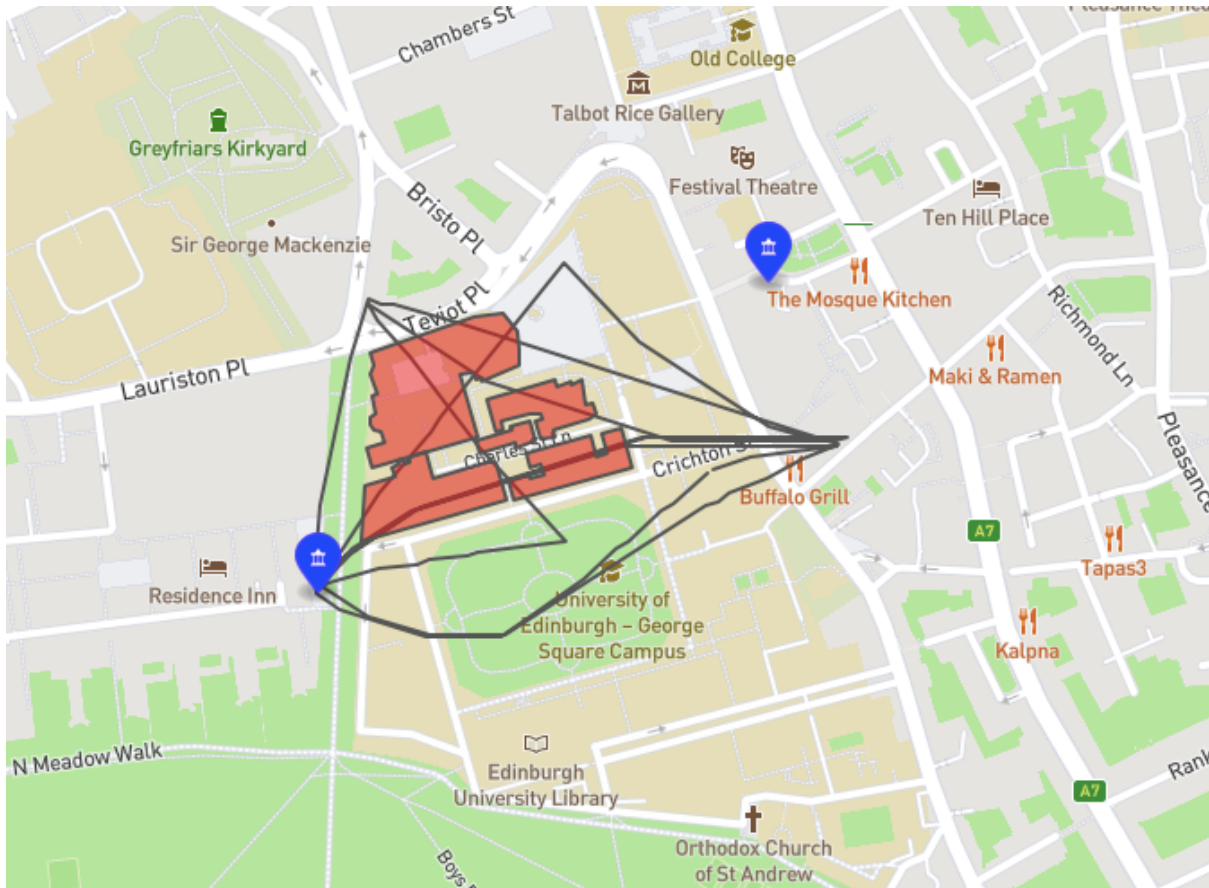 Chambers St
Old College
Talbot Rice Gallery
Greyfriars Kirkyard
Bristo Pl
Festival Theatre
Ten Hill Place
Sir George Mackenzie
Teviot Pl
The Mosque Kitchen
Richmond Ln
Lauriston Pl
Maki & Ramen
Pleasance
Charles St Ln
Crichton St
Buffalo Grill
A7
Residence Inn
Tapas3
University of
Edinburgh – George
Square Campus
Kalpna
N Meadow Walk
Edinburgh
University Library
A7
Orthodox Church
of St Andrew
Boys